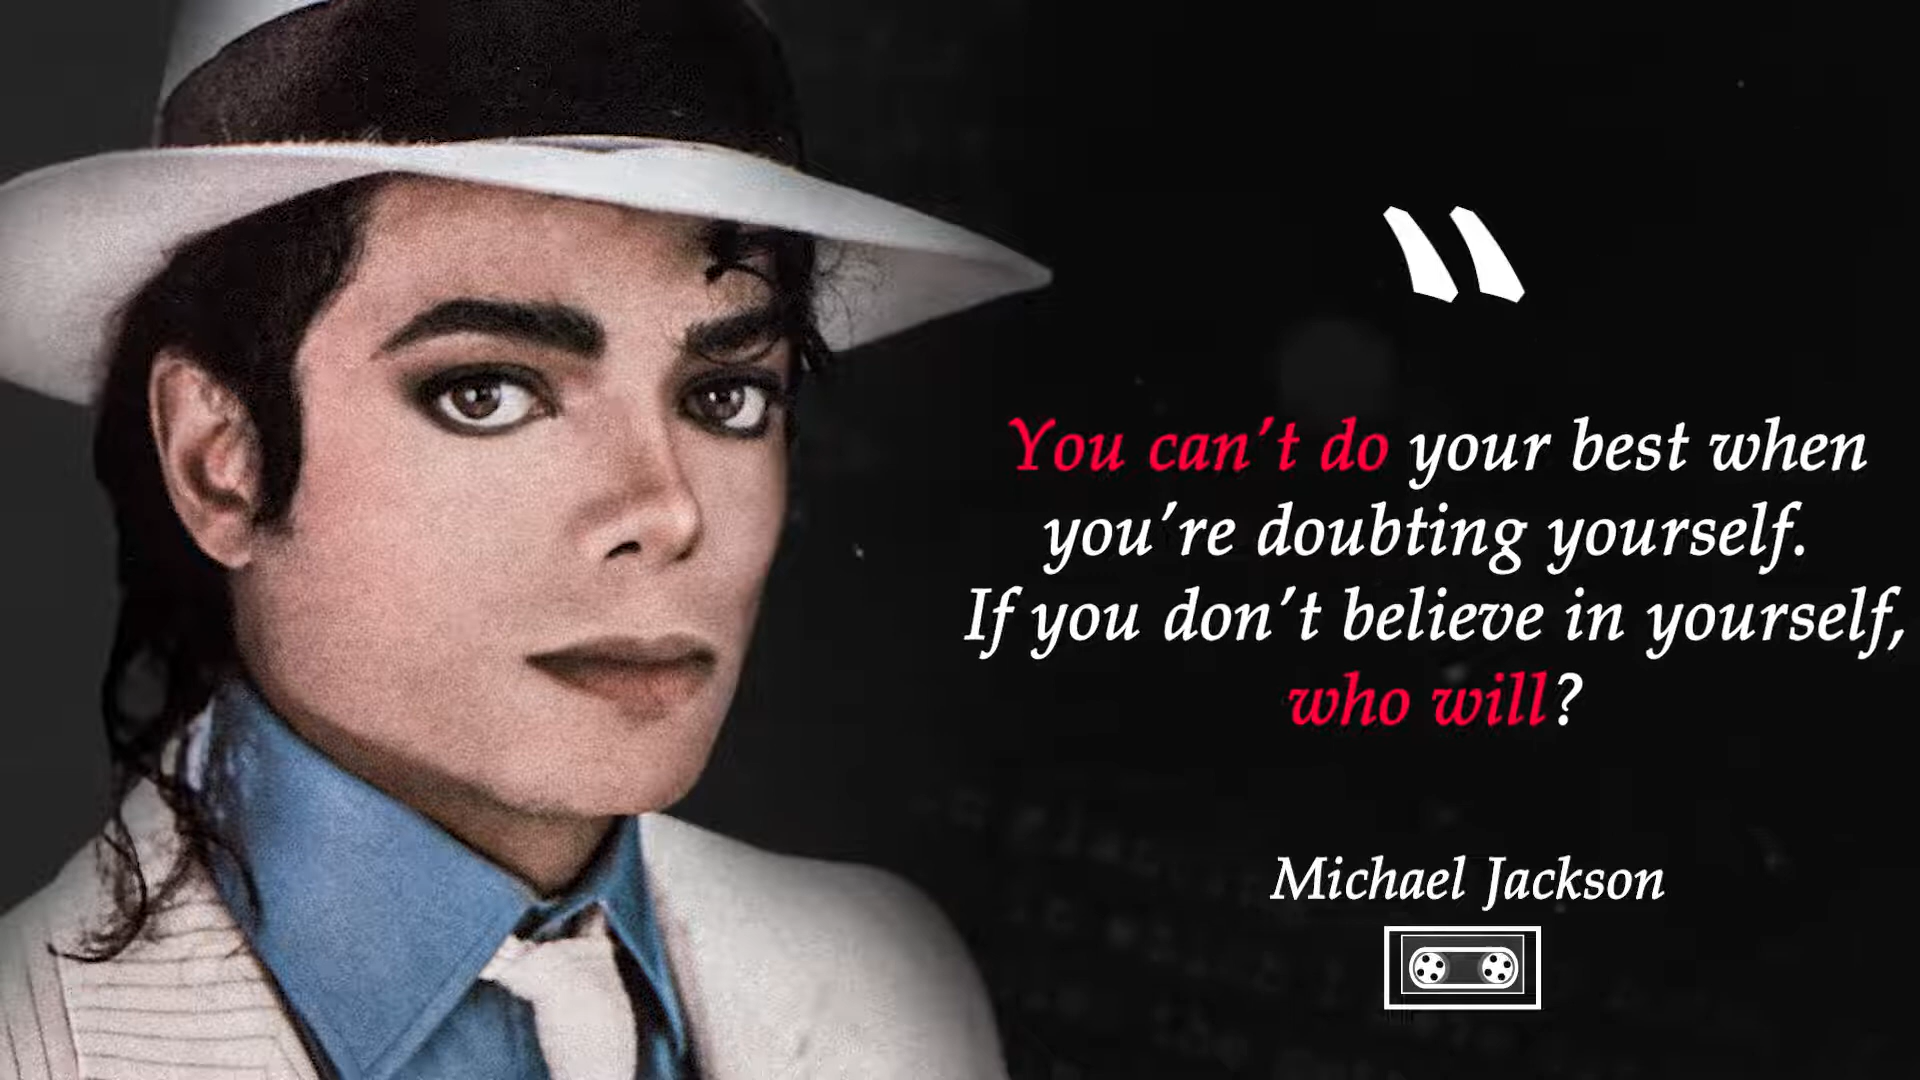 "
You can't do your best when
you're doubting yourself.
If you don't believe in yourself,
who will?
Michael Jackson